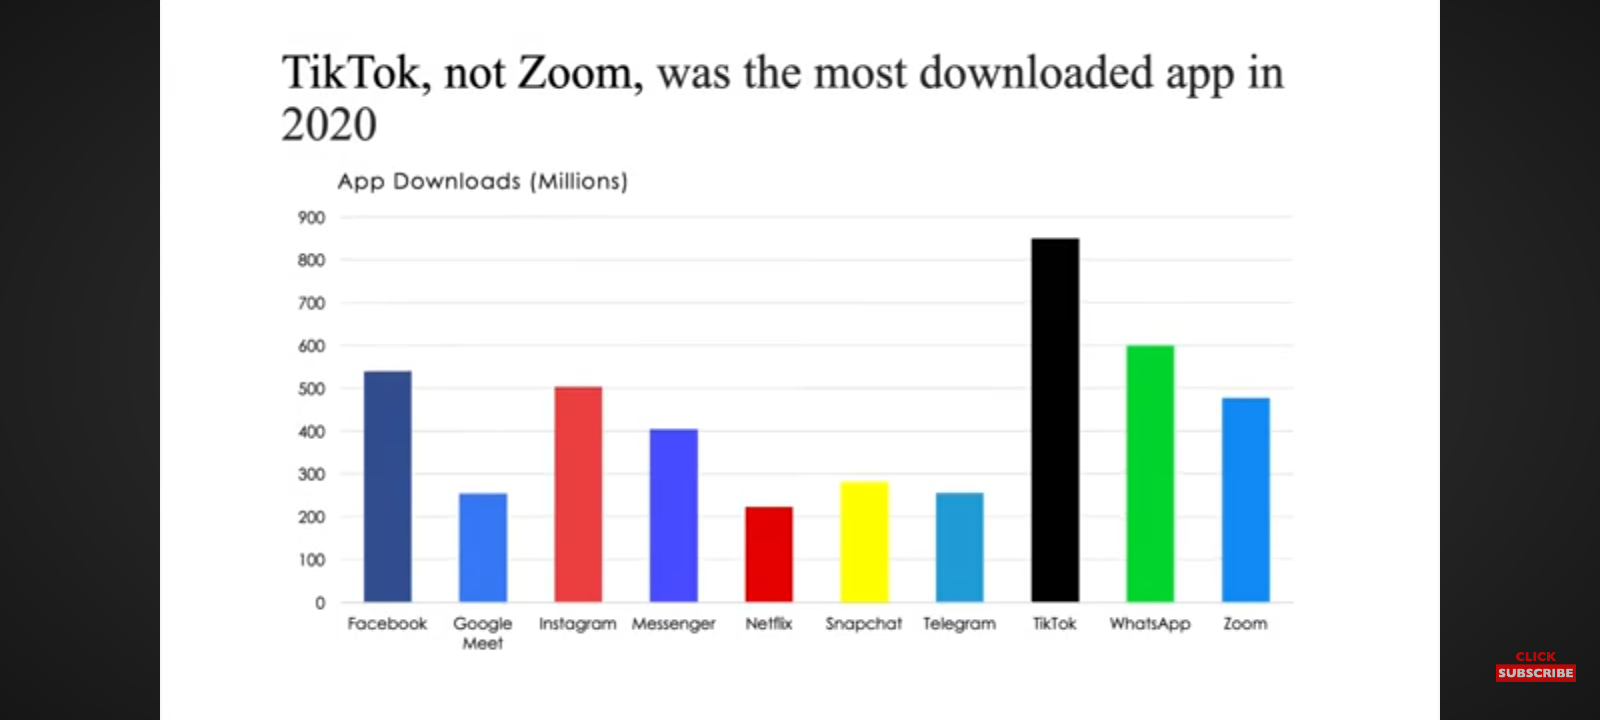 TikTok, not Zoom, was the most downloaded app in
2020
App Downloads (Millions)
900
800
700
600
500
400
300
200
100
0
Facebook Google Instagram Messenger Netflix Snapchat Telegram TikTok WhatsApp Zoom
Meet
CLICK
SUBSCRIBE